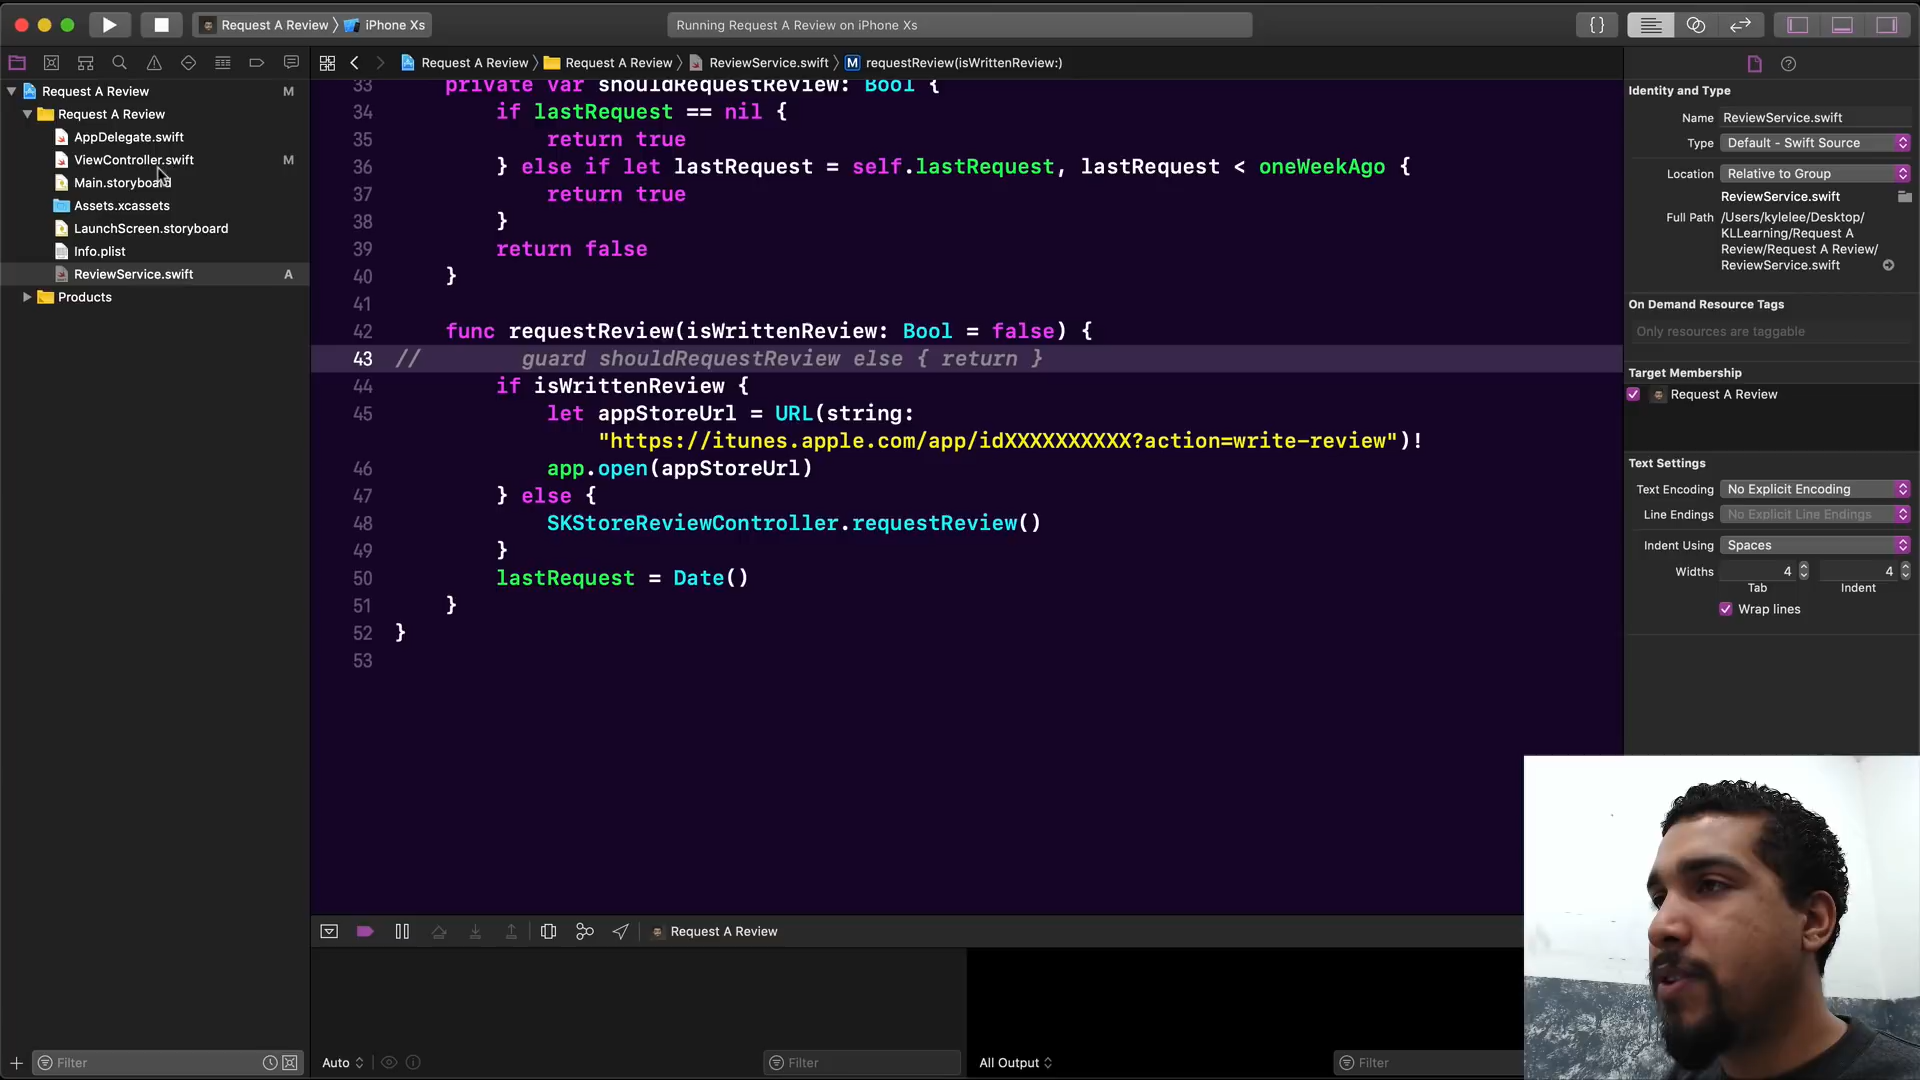 Request A Review 〉 iPhone Xs
Running Request A Review on iPhone Xs
{}
Request A Review 〉 Request A Review 〉 ReviewService.swift 〉 M requestReview(isWrittenReview:)
Request A Review M
Request A Review
AppDelegate.swift
ViewController.swift M
Main.storyboard
Assets.xcassets
LaunchScreen.storyboard
Info.plist
ReviewService.swift A
Products
33 private var shouldRequestReview: Bool {
34 if lastRequest == nil {
35 return true
36 } else if let lastRequest = self.lastRequest, lastRequest < oneWeekAgo {
37 return true
38 }
39 return false
40 }
41
42 func requestReview(isWrittenReview: Bool = false) {
43 // guard shouldRequestReview else { return }
44 if isWrittenReview {
45 let appStoreUrl = URL(string:
"https://itunes.apple.com/app/idXXXXXXXXXX?action=write-review")!
46 app.open(appStoreUrl)
47 } else {
48 SKStoreReviewController.requestReview()
49 }
50 lastRequest = Date()
51 }
52 }
53
Identity and Type
Name ReviewService.swift
Type Default - Swift Source
Location Relative to Group
ReviewService.swift
Full Path /Users/kylelee/Desktop/
KLLearning/Request A
Review/Request A Review/
ReviewService.swift
On Demand Resource Tags
Only resources are taggable
Target Membership
Request A Review
Text Settings
Text Encoding No Explicit Encoding
Line Endings No Explicit Line Endings
Indent Using Spaces
Widths 4 4
Tab Indent
Wrap lines
Request A Review
Filter
Auto
Filter
All Output
Filter